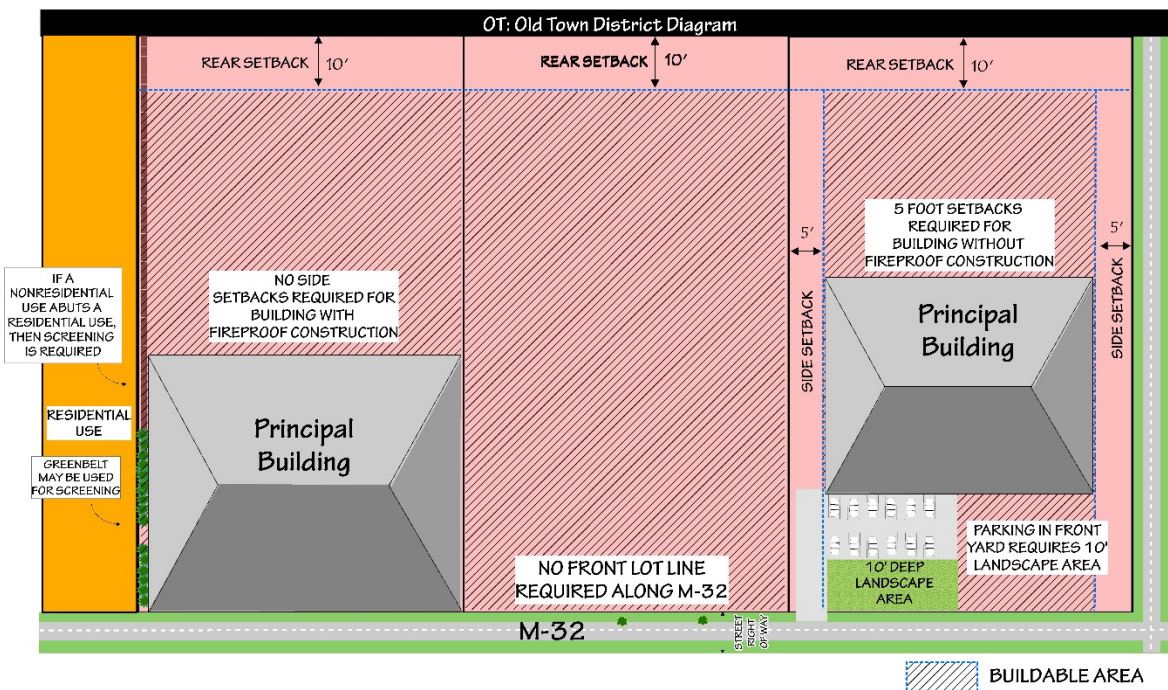 OT: Old Town District Diagram
REAR SETBACK
10'
REAR SETBACK
10'
REAR SETBACK
10'
IF A
NONRESIDENTIAL
USE ABUTS A
RESIDENTIAL USE,
THEN SCREENING
IS REQUIRED
RESIDENTIAL
USE
GREENBELT
MAY BE USED
FOR SCREENING
NO SIDE
SETBACKS REQUIRED FOR
BUILDING WITH
FIREPROOF CONSTRUCTION
Principal
Building
NO FRONT LOT LINE
REQUIRED ALONG M-32
5'
SIDE SETBACK
5 FOOT SETBACKS
REQUIRED FOR
BUILDING WITHOUT
FIREPROOF CONSTRUCTION
5'
SIDE SETBACK
Principal
Building
PARKING IN FRONT
YARD REQUIRES 10'
LANDSCAPE AREA
10' DEEP
LANDSCAPE
AREA
M-32
STREET
RIGHT
OF WAY
BUILDABLE AREA